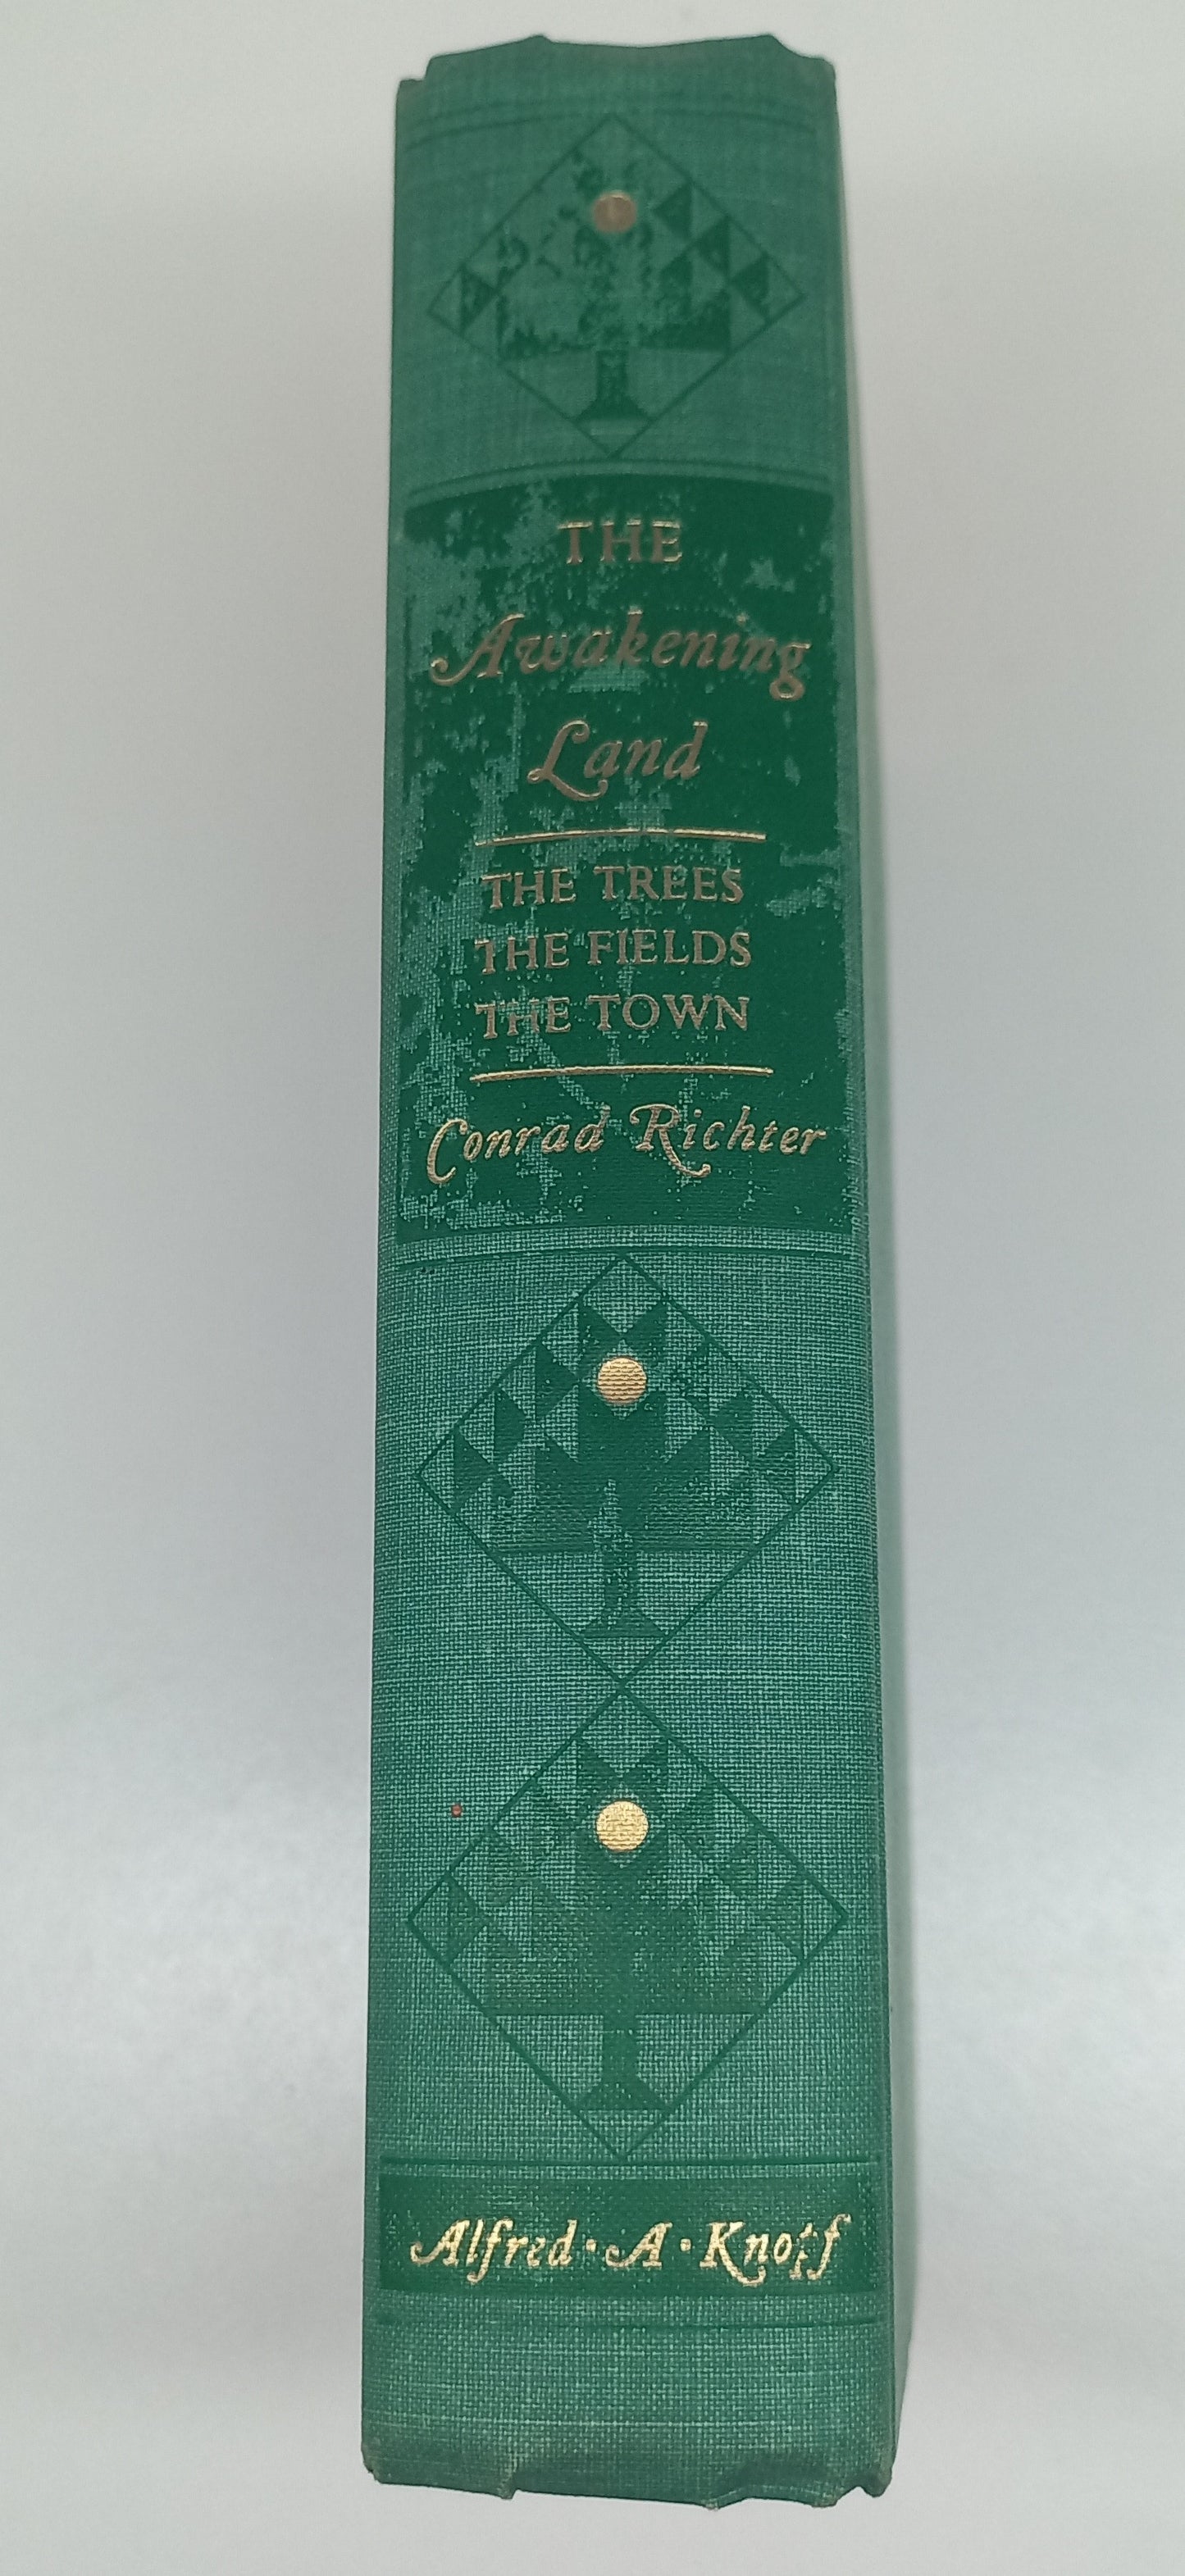 THE
Awakening
Land
THE TREES
THE FIELDS
THE TOWN
Conrad Richter
Alfred · A · Knopf